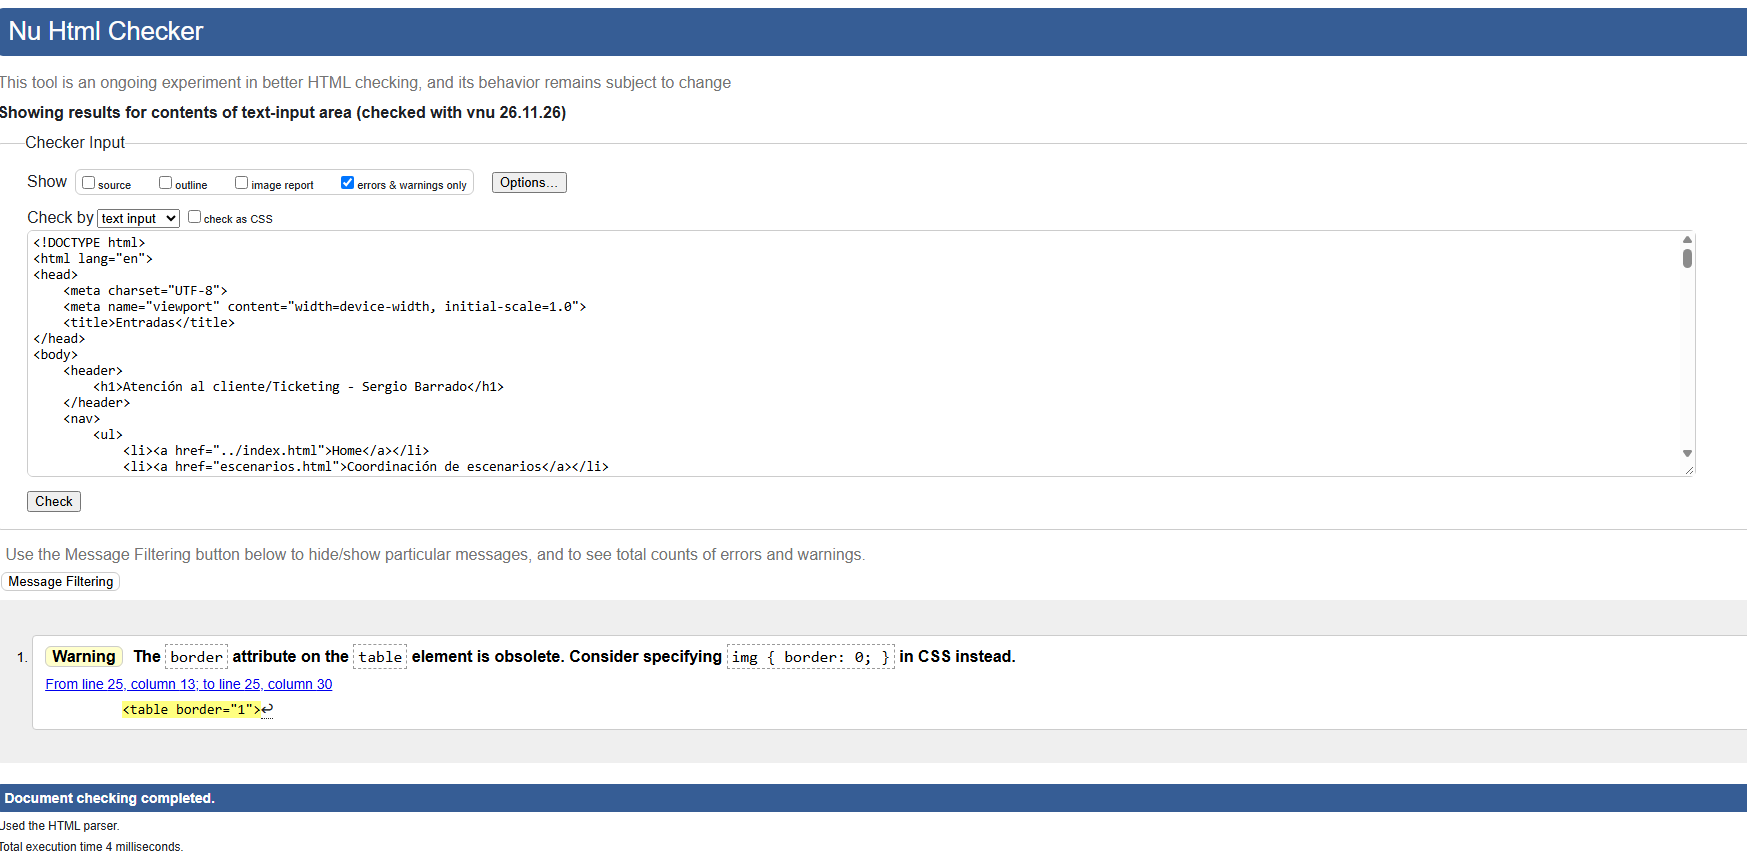 Nu Html Checker
This tool is an ongoing experiment in better HTML checking, and its behavior remains subject to change
Showing results for contents of text-input area (checked with vnu 26.11.26)
Checker Input
Show source outline image report errors & warnings only Options...
Check by text input check as CSS
<!DOCTYPE html>
<html lang="en">
<head>
    <meta charset="UTF-8">
    <meta name="viewport" content="width=device-width, initial-scale=1.0">
    <title>Entradas</title>
</head>
<body>
    <header>
        <h1>Atención al cliente/Ticketing - Sergio Barrado</h1>
    </header>
    <nav>
        <ul>
            <li><a href="../index.html">Home</a></li>
            <li><a href="escenarios.html">Coordinación de escenarios</a></li>
Check
Use the Message Filtering button below to hide/show particular messages, and to see total counts of errors and warnings.
Message Filtering
1. Warning The border attribute on the table element is obsolete. Consider specifying img { border: 0; } in CSS instead.
From line 25, column 13; to line 25, column 30
<table border="1">↩
Document checking completed.
Used the HTML parser.
Total execution time 4 milliseconds.